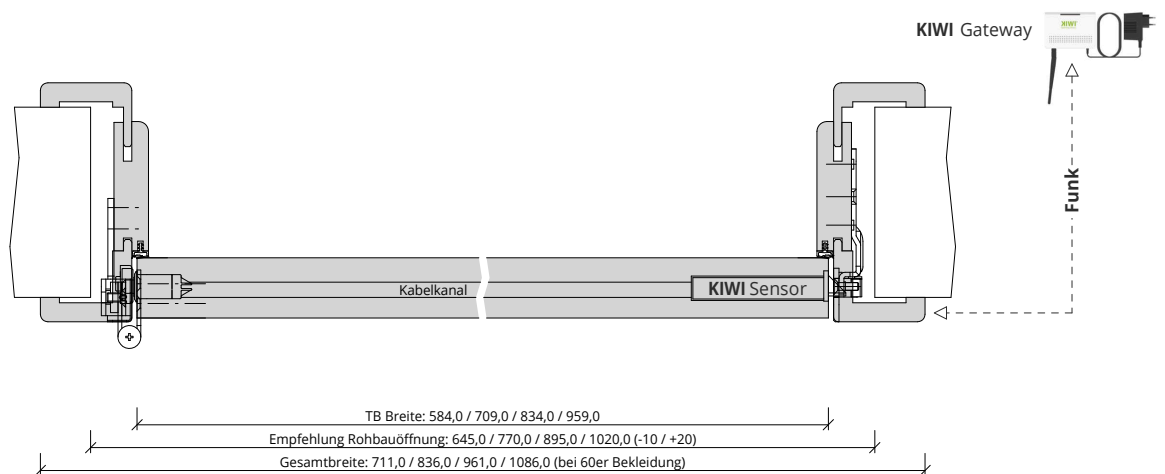 KIWI Gateway
KIWI
Funk
Kabelkanal
KIWI Sensor
TB Breite: 584,0 / 709,0 / 834,0 / 959,0
Empfehlung Rohbauöffnung: 645,0 / 770,0 / 895,0 / 1020,0 (-10 / +20)
Gesamtbreite: 711,0 / 836,0 / 961,0 / 1086,0 (bei 60er Bekleidung)